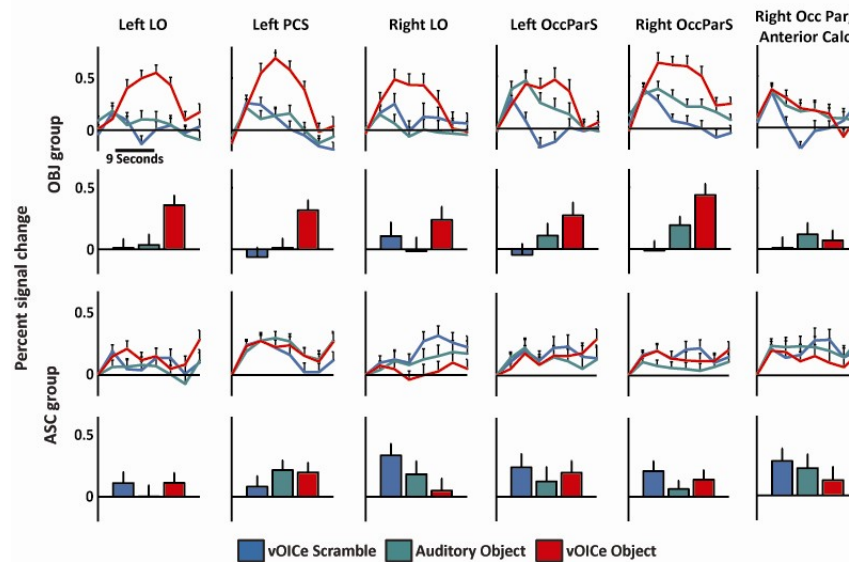 Left LO Left PCS Right LO Left OccParS Right OccParS Right Occ Par,
Anterior Calc
Percent signal change
OBJ group
0.5
0
9 Seconds
0.5
0
ASC group
0.5
0
0.5
0
vOICe Scramble Auditory Object vOICe Object